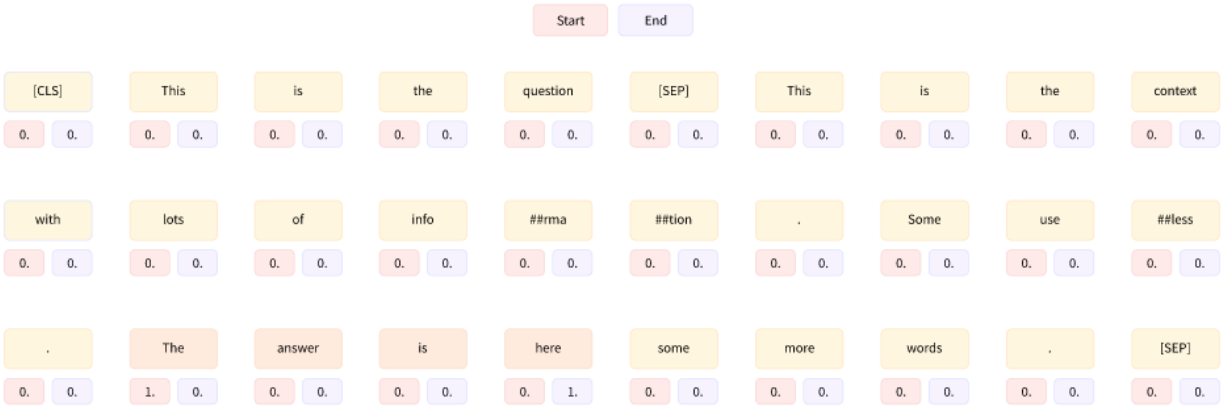 Start End
[CLS] This is the question [SEP] This is the context
0. 0. 0. 0. 0. 0. 0. 0. 0. 0. 0. 0. 0. 0. 0. 0. 0. 0. 0. 0.
with lots of info ##rma ##tion . Some use ##less
0. 0. 0. 0. 0. 0. 0. 0. 0. 0. 0. 0. 0. 0. 0. 0. 0. 0. 0. 0.
. The answer is here some more words . [SEP]
0. 0. 1. 0. 0. 0. 0. 0. 0. 1. 0. 0. 0. 0. 0. 0. 0. 0. 0. 0.